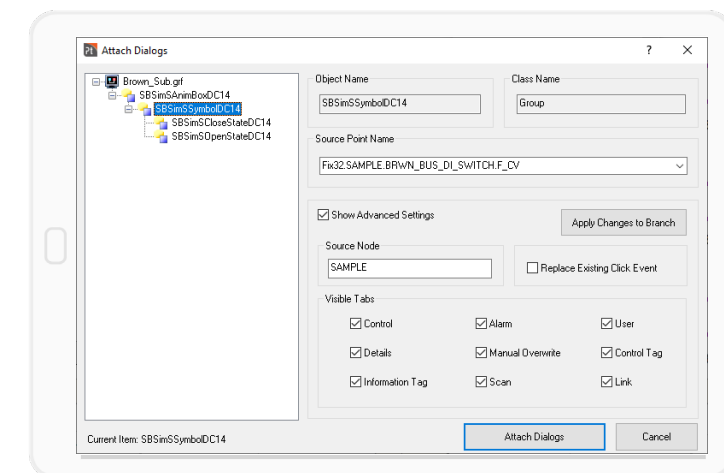 Pt Attach Dialogs ? ✕
Brown_Sub.grf
SBSimSAnimBoxDC14
SBSimSSymbolDC14
SBSimSCloseStateDC14
SBSimSOpenStateDC14
Object Name
SBSimSSymbolDC14
Class Name
Group
Source Point Name
Fix32.SAMPLE.BRWN_BUS_DI_SWITCH.F_CV
Show Advanced Settings
Apply Changes to Branch
Source Node
SAMPLE
Replace Existing Click Event
Visible Tabs
Control Alarm User
Details Manual Overwrite Control Tag
Information Tag Scan Link
Current Item: SBSimSSymbolDC14
Attach Dialogs Cancel